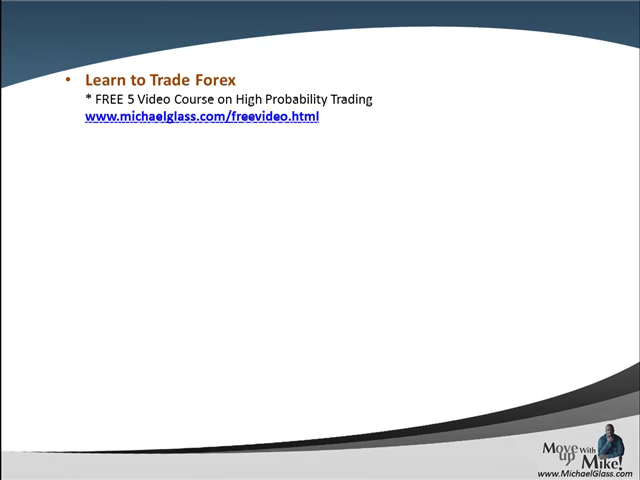 • Learn to Trade Forex
* FREE 5 Video Course on High Probability Trading
www.michaelglass.com/freevideo.html
Move up With Mike!
www.MichaelGlass.com